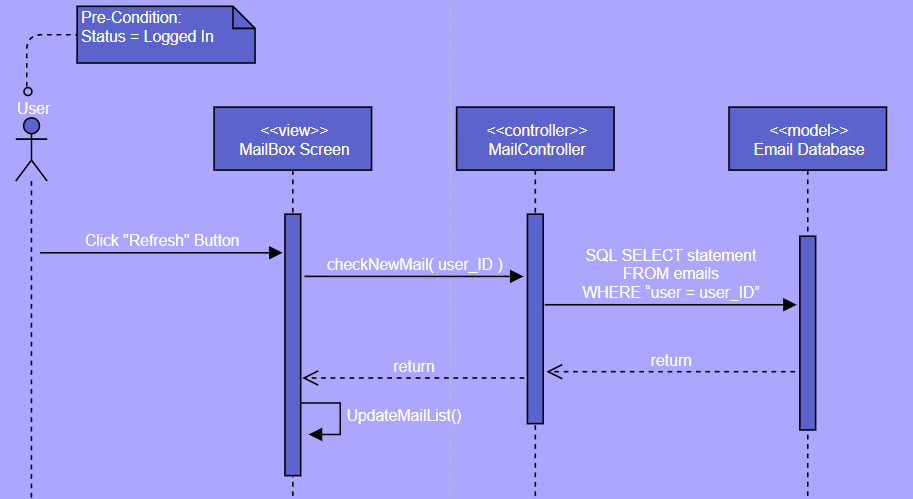 Pre-Condition:
Status = Logged In
User
<<view>>
MailBox Screen
<<controller>>
MailController
<<model>>
Email Database
Click "Refresh" Button
checkNewMail( user_ID )
SQL SELECT statement
FROM emails
WHERE “user = user_ID”
return
return
UpdateMailList()